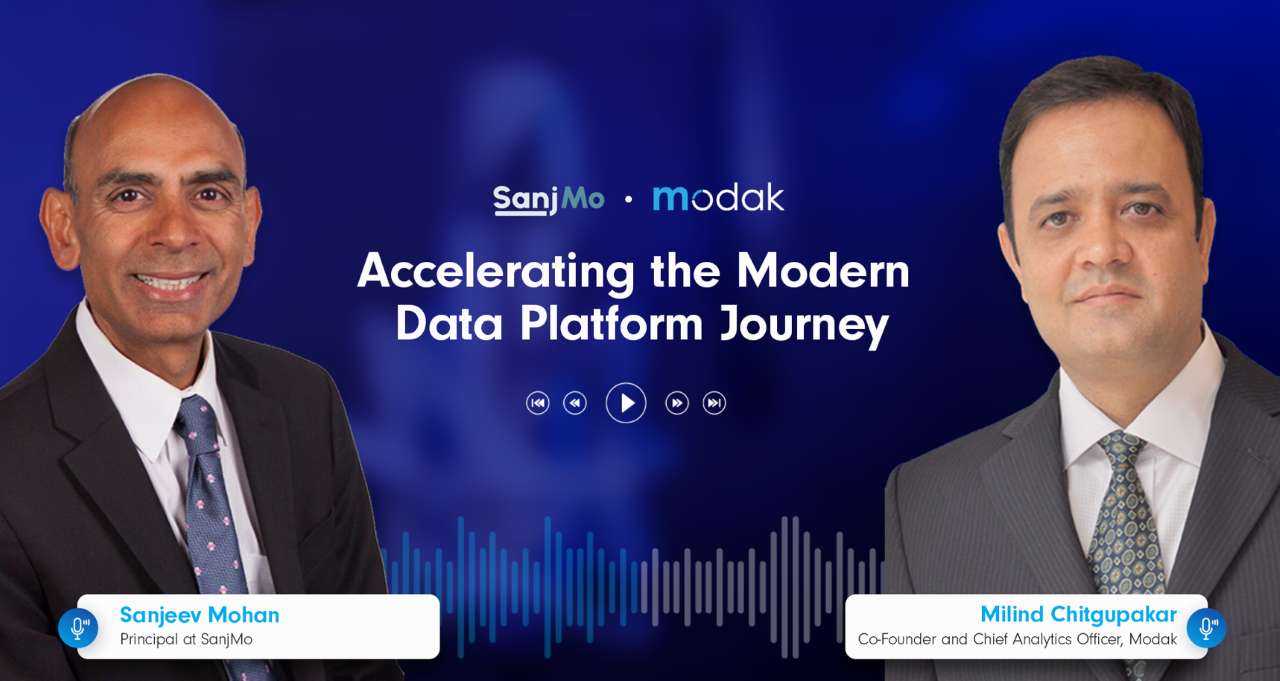 SanjMo • modak
Accelerating the Modern
Data Platform Journey
Sanjeev Mohan
Principal at SanjMo
Milind Chitgupakar
Co-Founder and Chief Analytics Officer, Modak